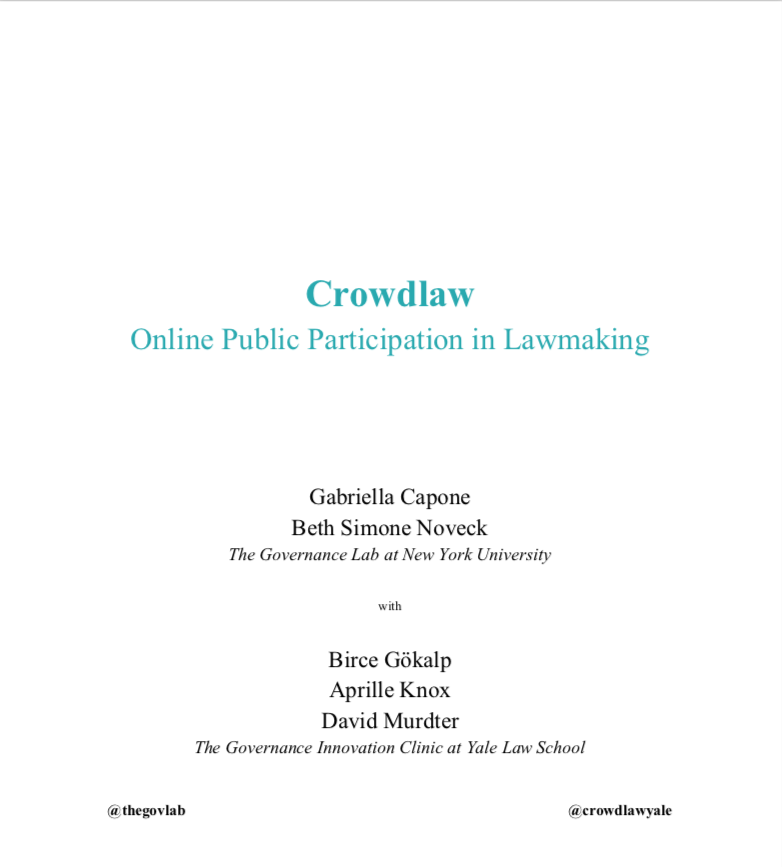 Crowdlaw
Online Public Participation in Lawmaking
Gabriella Capone
Beth Simone Noveck
The Governance Lab at New York University
with
Birce Gökalp
Aprille Knox
David Murdter
The Governance Innovation Clinic at Yale Law School
@thegovlab @crowdlawyale